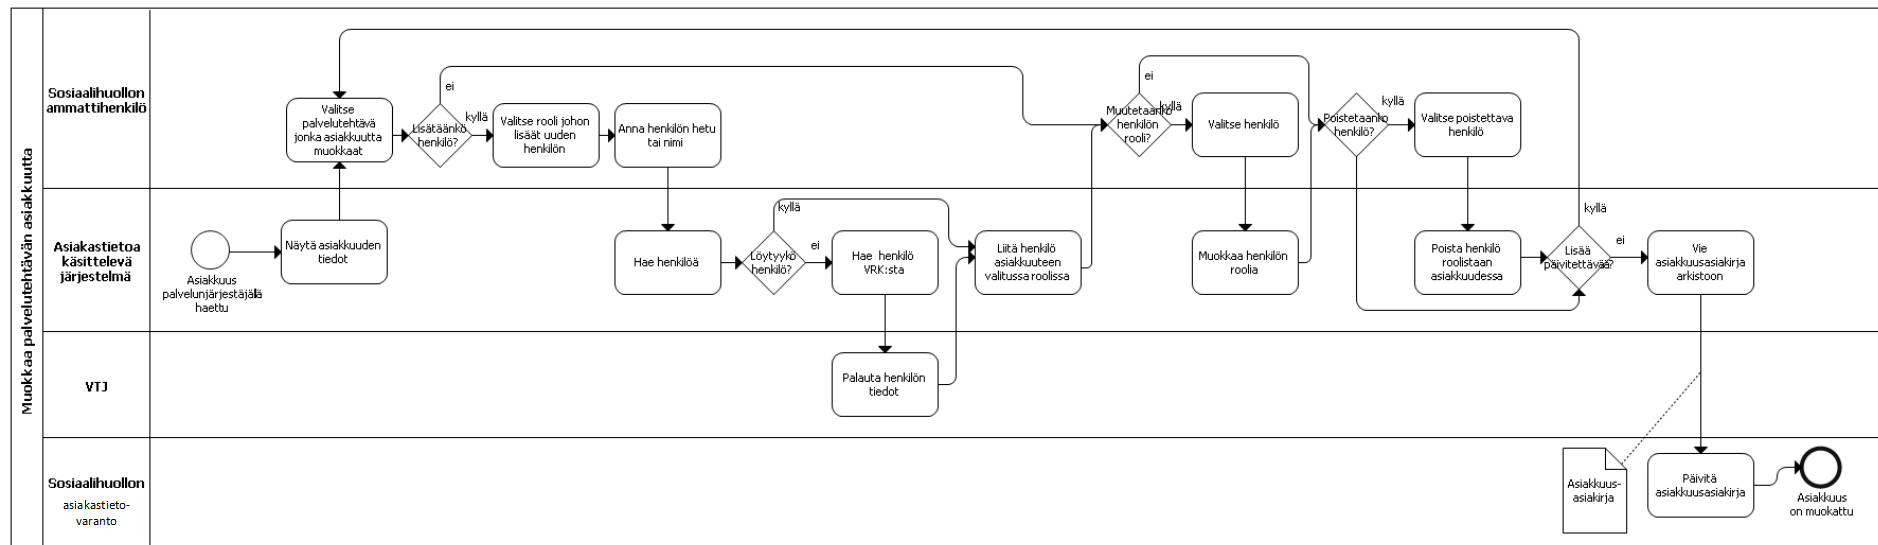 Muokkaa palvelutehtävän asiakkuutta
Sosiaalihuollon
ammattihenkilö
Valitse
palvelutehtävä
jonka asiakkuutta
muokkaat
Lisätäänkö
henkilö?
ei
kyllä
Valitse rooli johon
lisäät uuden
henkilön
Anna henkilön hetu
tai nimi
Muutetaanko
henkilön
rooli?
ei
kyllä
Valitse henkilö
Poistetaanko
henkilö?
kyllä
Valitse poistettava
henkilö
Asiakastietoa
käsittelevä
järjestelmä
Asiakkuus
palvelunjärjestäjälä
haettu
Näytä asiakkuuden
tiedot
Hae henkilöä
Löytyykö
henkilö?
kyllä
ei
Hae henkilö
VRK:sta
Liitä henkilö
asiakkuuteen
valitussa roolissa
Muokkaa henkilön
roolia
Poista henkilö
roolistaan
asiakkuudessa
Lisää
päivitettävää?
kyllä
ei
Vie
asiakkuusasiakirja
arkistoon
VTJ
Palauta henkilön
tiedot
Sosiaalihuollon
asiakastieto-
varanto
Asiakkuus-
asiakirja
Päivitä
asiakkuusasiakirja
Asiakkuus
on muokattu